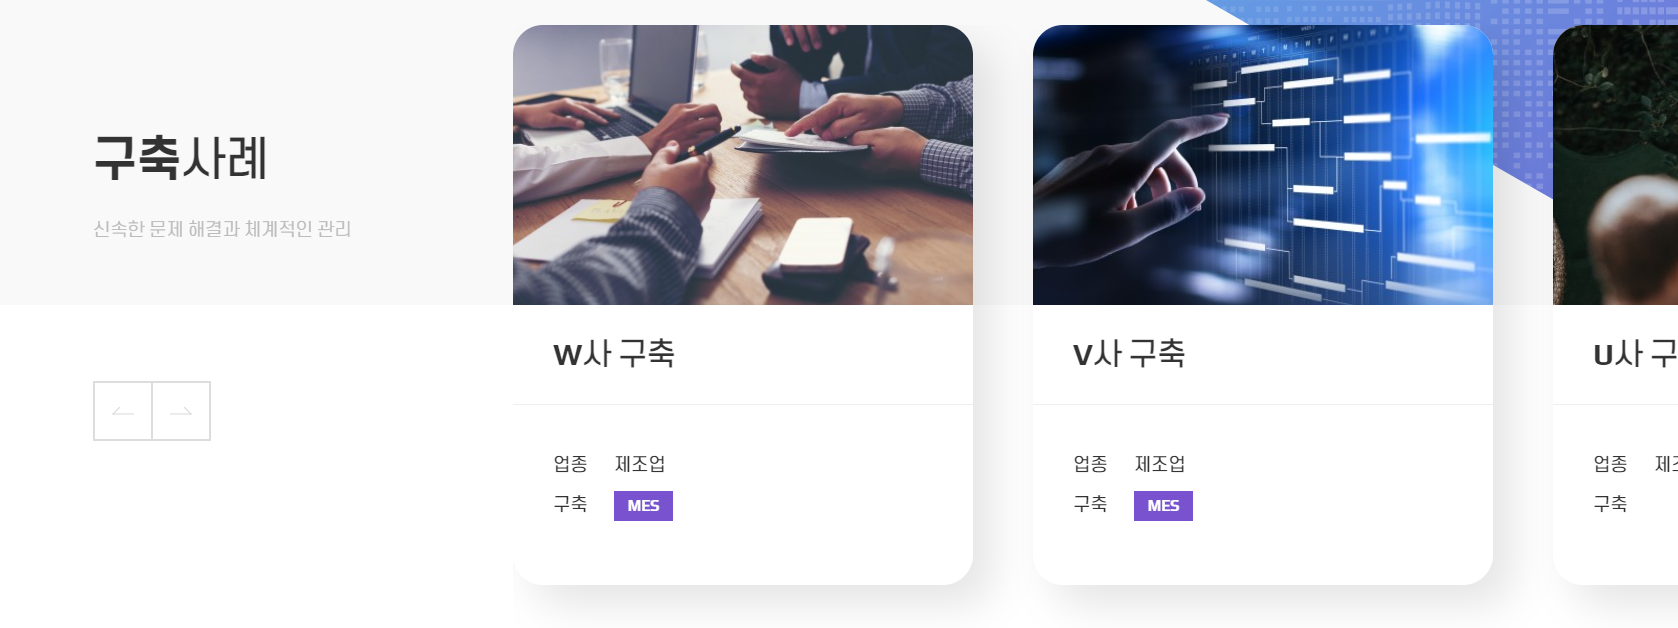 구축사례
신속한 문제 해결과 체계적인 관리
W사 구축
업종 제조업
구축 MES
V사 구축
업종 제조업
구축 MES
U사
업종
구축